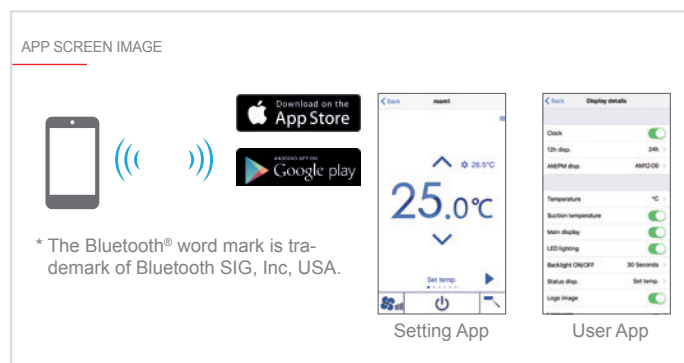 APP SCREEN IMAGE
Download on the
App Store
ANDROID APP ON
Google play
* The Bluetooth® word mark is tra-
demark of Bluetooth SIG, Inc, USA.
Back room1
26.5°C
25.0°C
Set temp.
Setting App
Back Display details
Clock
12h disp. 24h
AM/PM disp. AM12:00
Temperature °C
Suction temperature
Main display
LED lighting
Backlight ON/OFF 30 Seconds
Status disp. Set temp.
Logo image
User App